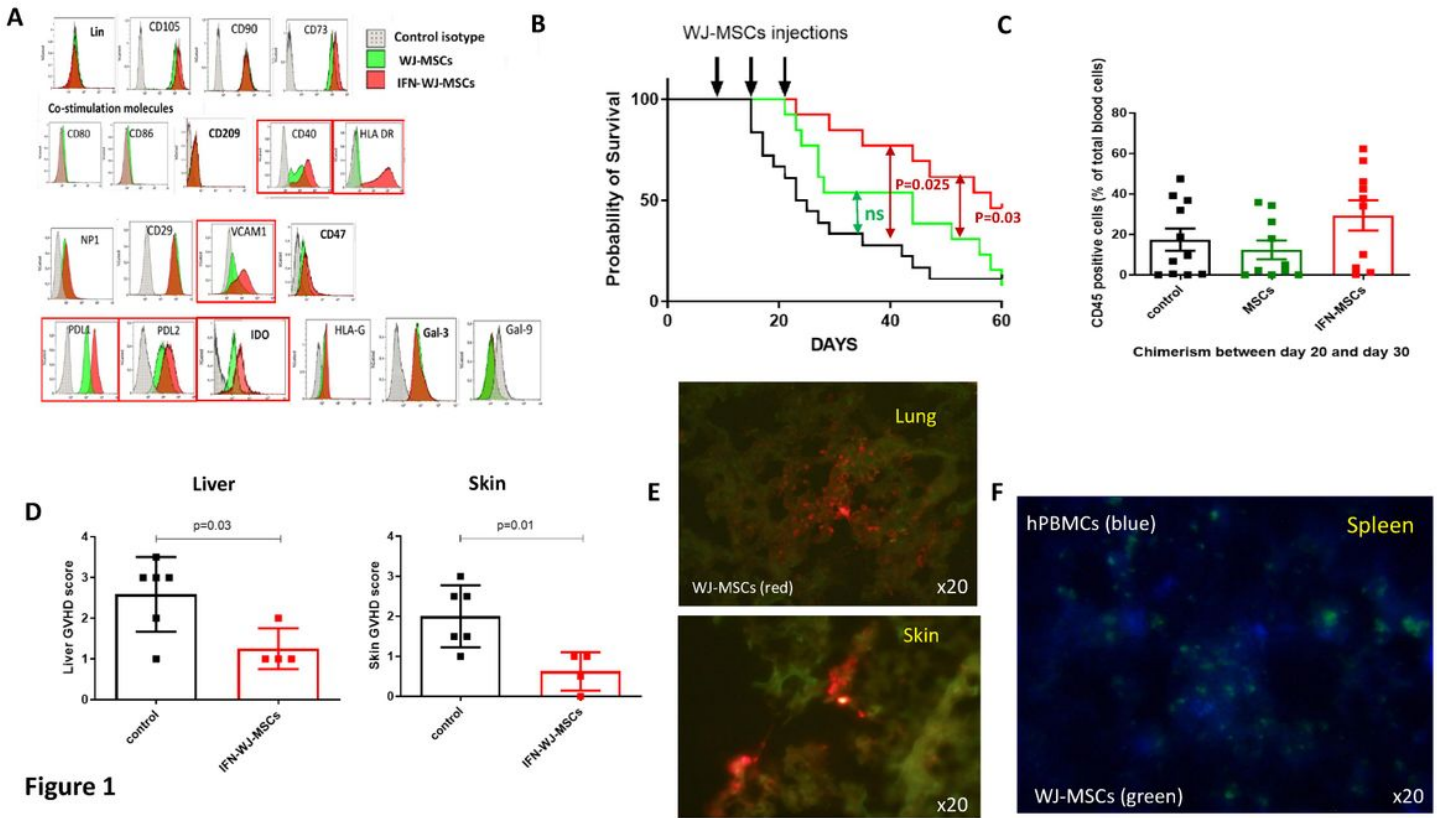 A
Lin
CD105
CD90
CD73
Control isotype
WJ-MSCs
IFN-WJ-MSCs
Co-stimulation molecules
CD80
CD86
CD209
CD40
HLA DR
NP1
CD29
VCAM1
CD47
PDL1
PDL2
IDO
HLA-G
Gal-3
Gal-9
B
WJ-MSCs injections
Probability of Survival
100
50
0
ns
P=0.025
P=0.03
0
20
40
60
DAYS
C
CD45 positive cells (% of total blood cells)
80
60
40
20
0
control
MSCs
IFN-MSCs
Chimerism between day 20 and day 30
D
Liver
p=0.03
Liver GVHD score
4
3
2
1
0
control
IFN-WJ-MSCs
Skin
p=0.01
Skin GVHD score
4
3
2
1
0
control
IFN-WJ-MSCs
E
Lung
WJ-MSCs (red)
x20
Skin
x20
F
hPBMCs (blue)
Spleen
WJ-MSCs (green)
x20
Figure 1